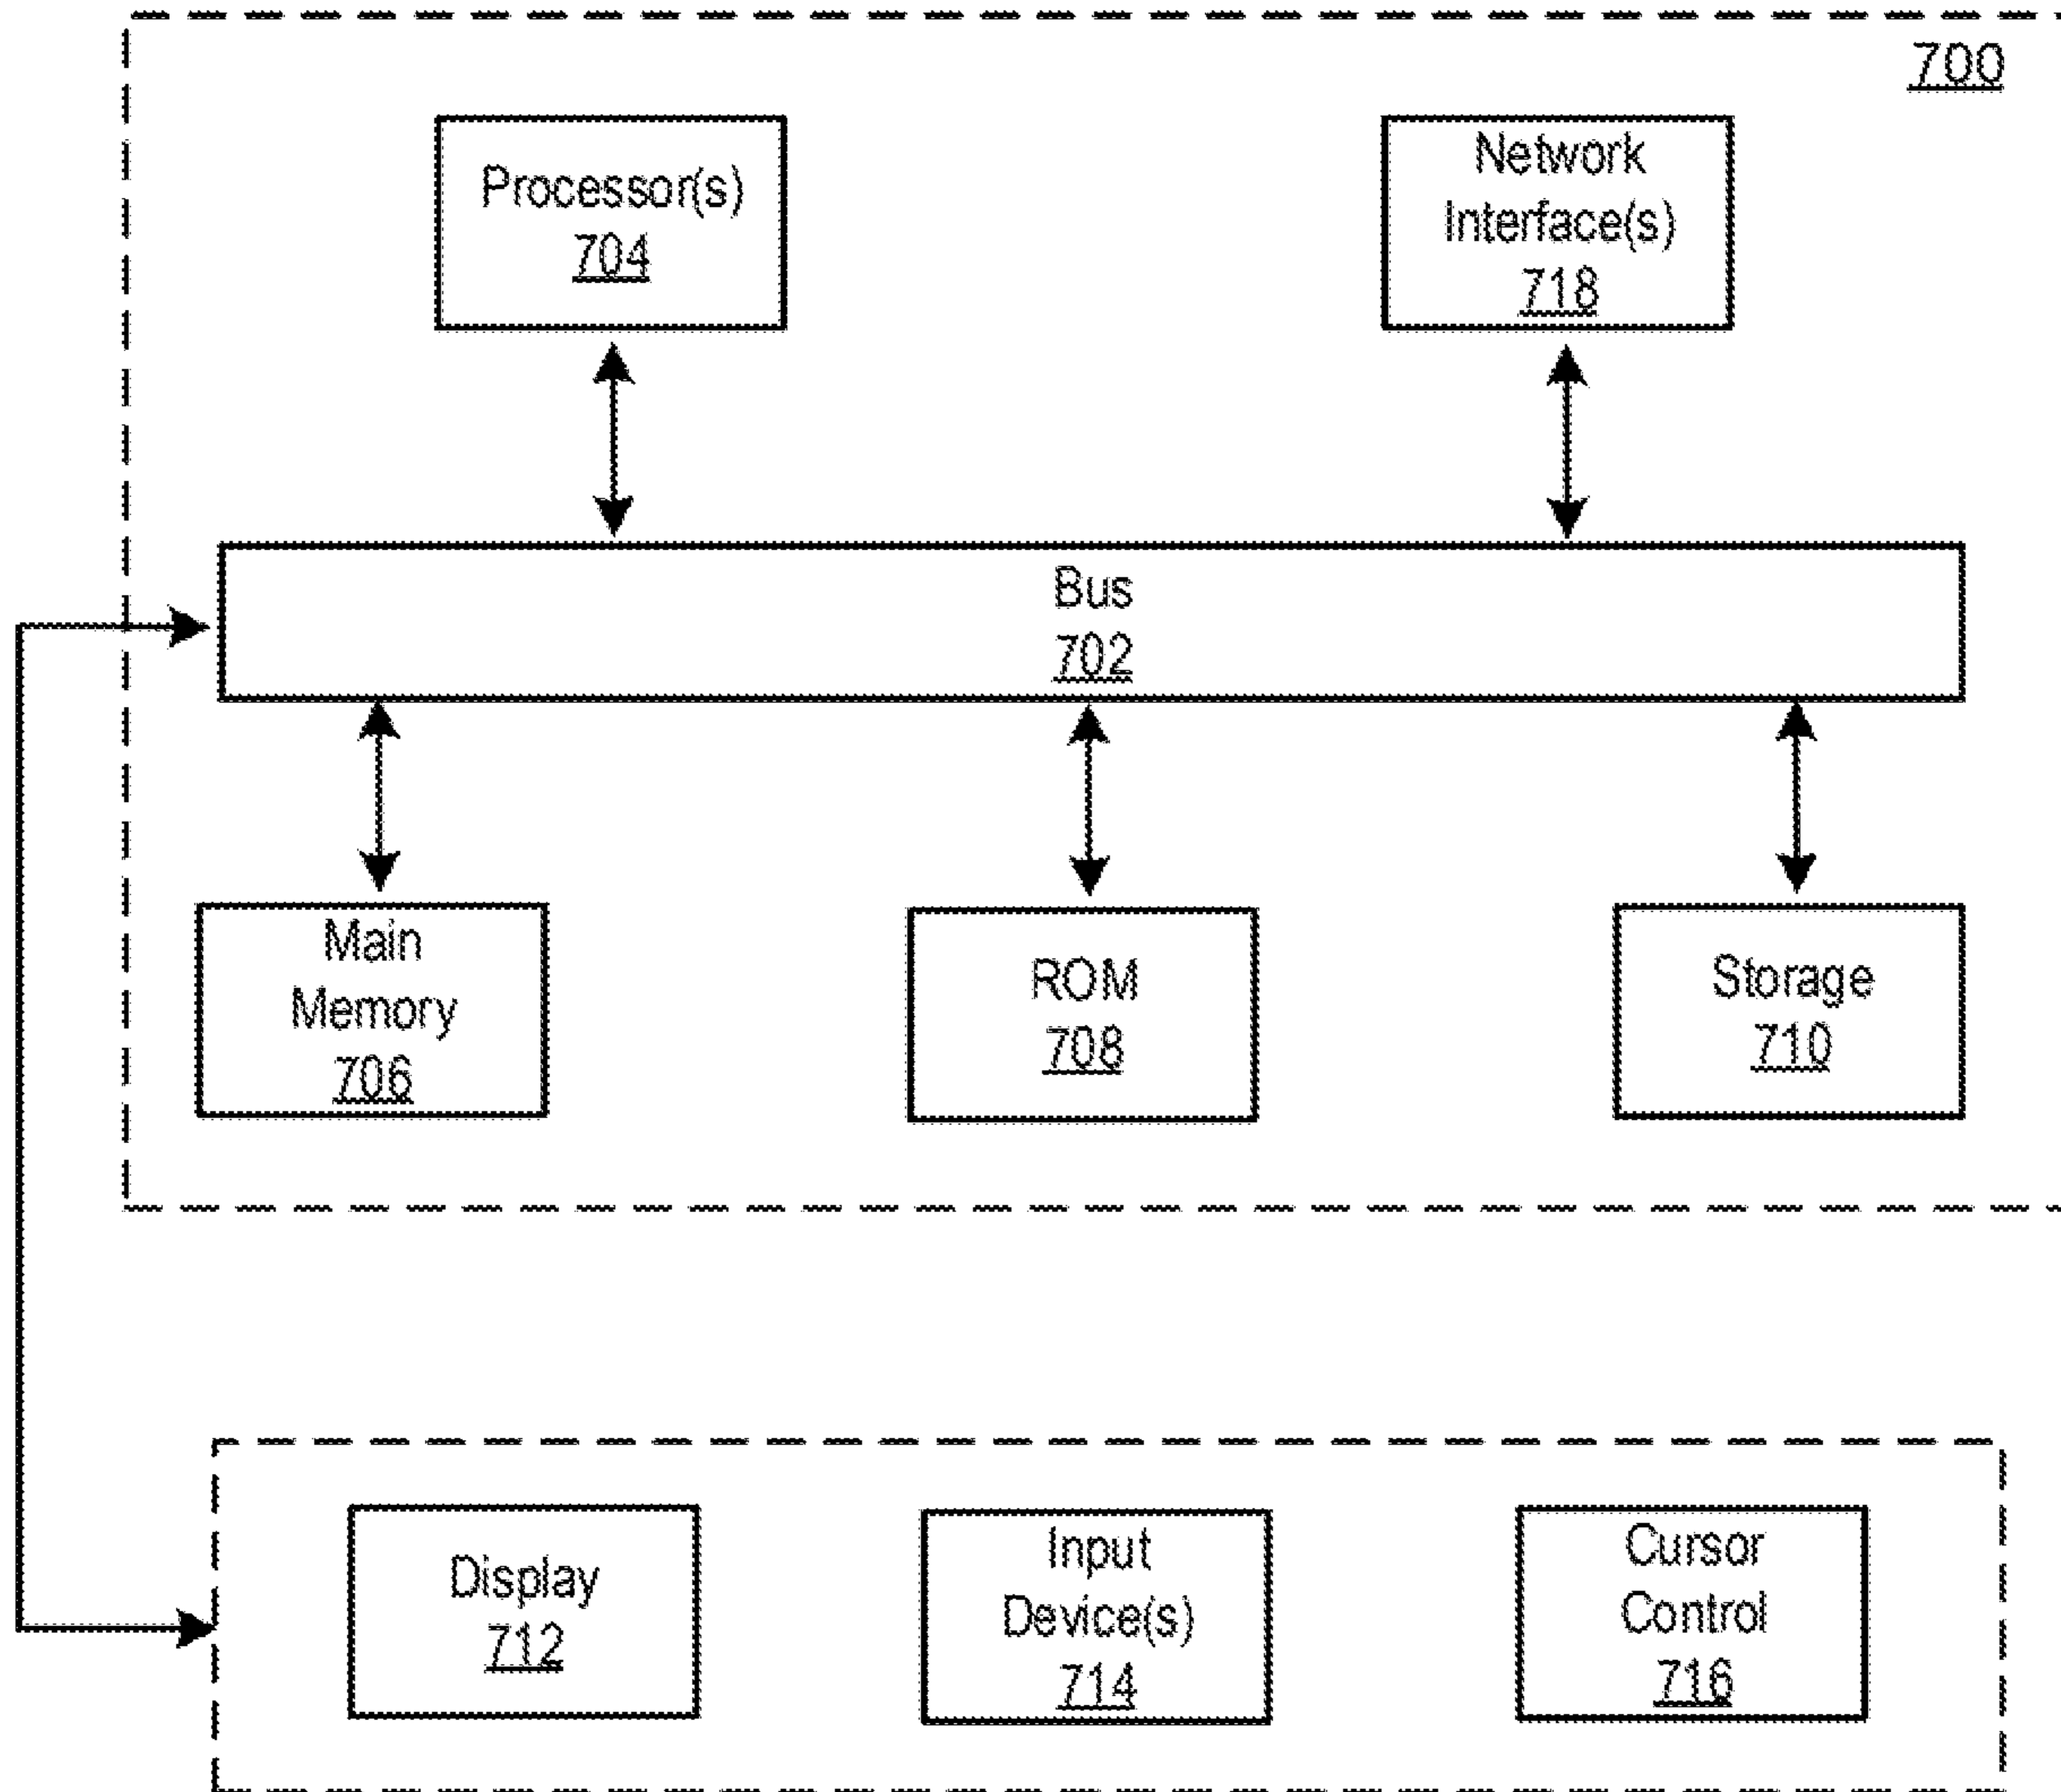 700
Processor(s)
704
Network
Interface(s)
718
Bus
702
Main
Memory
706
ROM
708
Storage
710
Display
712
Input
Device(s)
714
Cursor
Control
716